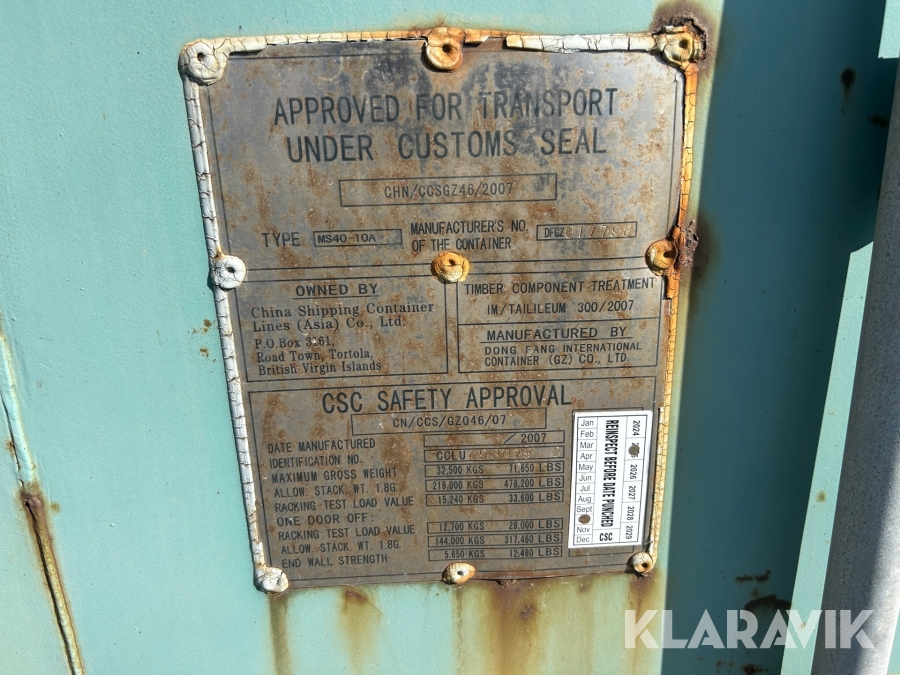 APPROVED FOR TRANSPORT
UNDER CUSTOMS SEAL
CHN/CCSGZ46/2007
TYPE MS40-10A
MANUFACTURER'S NO.
OF THE CONTAINER
DFGZ017798
OWNED BY
China Shipping Container
Lines (Asia) Co., Ltd.
P.O.Box 3161,
Road Town, Tortola,
British Virgin Islands
TIMBER COMPONENT TREATMENT
IM/TAILILEUM 300/2007
MANUFACTURED BY
DONG FANG INTERNATIONAL
CONTAINER (GZ) CO., LTD.
CSC SAFETY APPROVAL
CN/CCS/GZ046/07
DATE MANUFACTURED /2007
IDENTIFICATION NO. CCLU
MAXIMUM GROSS WEIGHT 32,500 KGS 71,650 LBS
ALLOW. STACK. WT. 1.8G. 216,000 KGS 476,200 LBS
RACKING TEST LOAD VALUE 15,240 KGS 33,600 LBS
ONE DOOR OFF:
RACKING TEST LOAD VALUE 12,700 KGS 28,000 LBS
ALLOW. STACK. WT. 1.8G. 144,000 KGS 317,460 LBS
END WALL STRENGTH 5,650 KGS 12,460 LBS
Jan
Feb
Mar
Apr
May
Jun
Jul
Aug
Sept
Nov
Dec
REINSPECT BEFORE DATE PUNCHED
CSC
2024
2026
2027
2028
2029
KLARAVIK